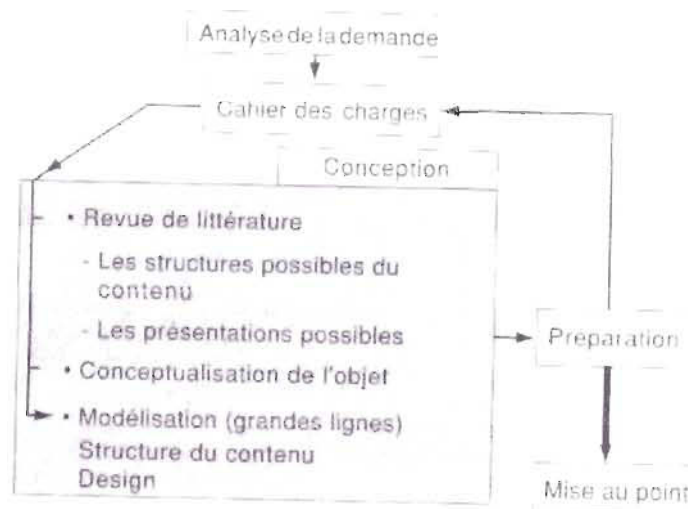 Analyse de la demande
Cahier des charges
Conception
• Revue de littérature
- Les structures possibles du
contenu
- Les présentations possibles
• Conceptualisation de l'objet
• Modélisation (grandes lignes)
Structure du contenu
Design
Préparation
Mise au point